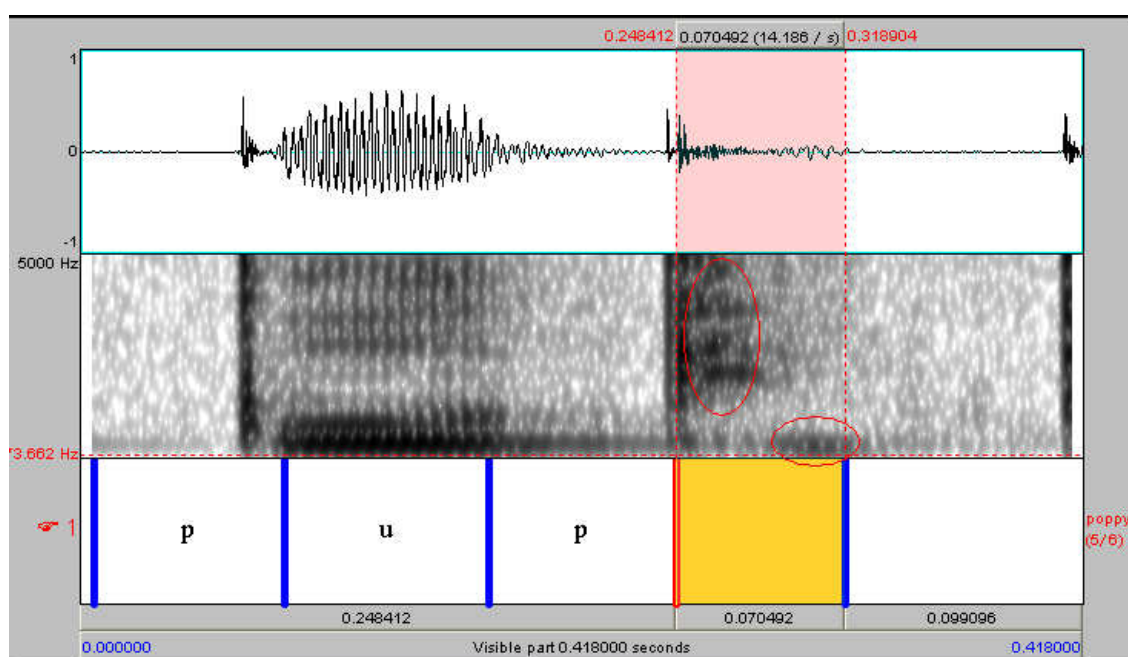 0.248412 0.070492 (14.186 / s) 0.318904
1
0
-1
5000 Hz
73.662 Hz
1 p u p
poppy
(5/6)
0.248412 0.070492 0.099096
0.000000 Visible part 0.418000 seconds 0.418000